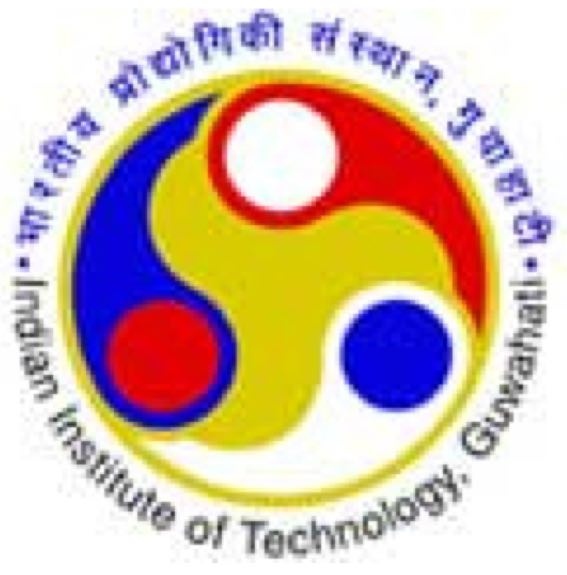 भारतीय प्रौद्योगिकी संस्थान, गुवाहाटी
Indian Institute of Technology, Guwahati